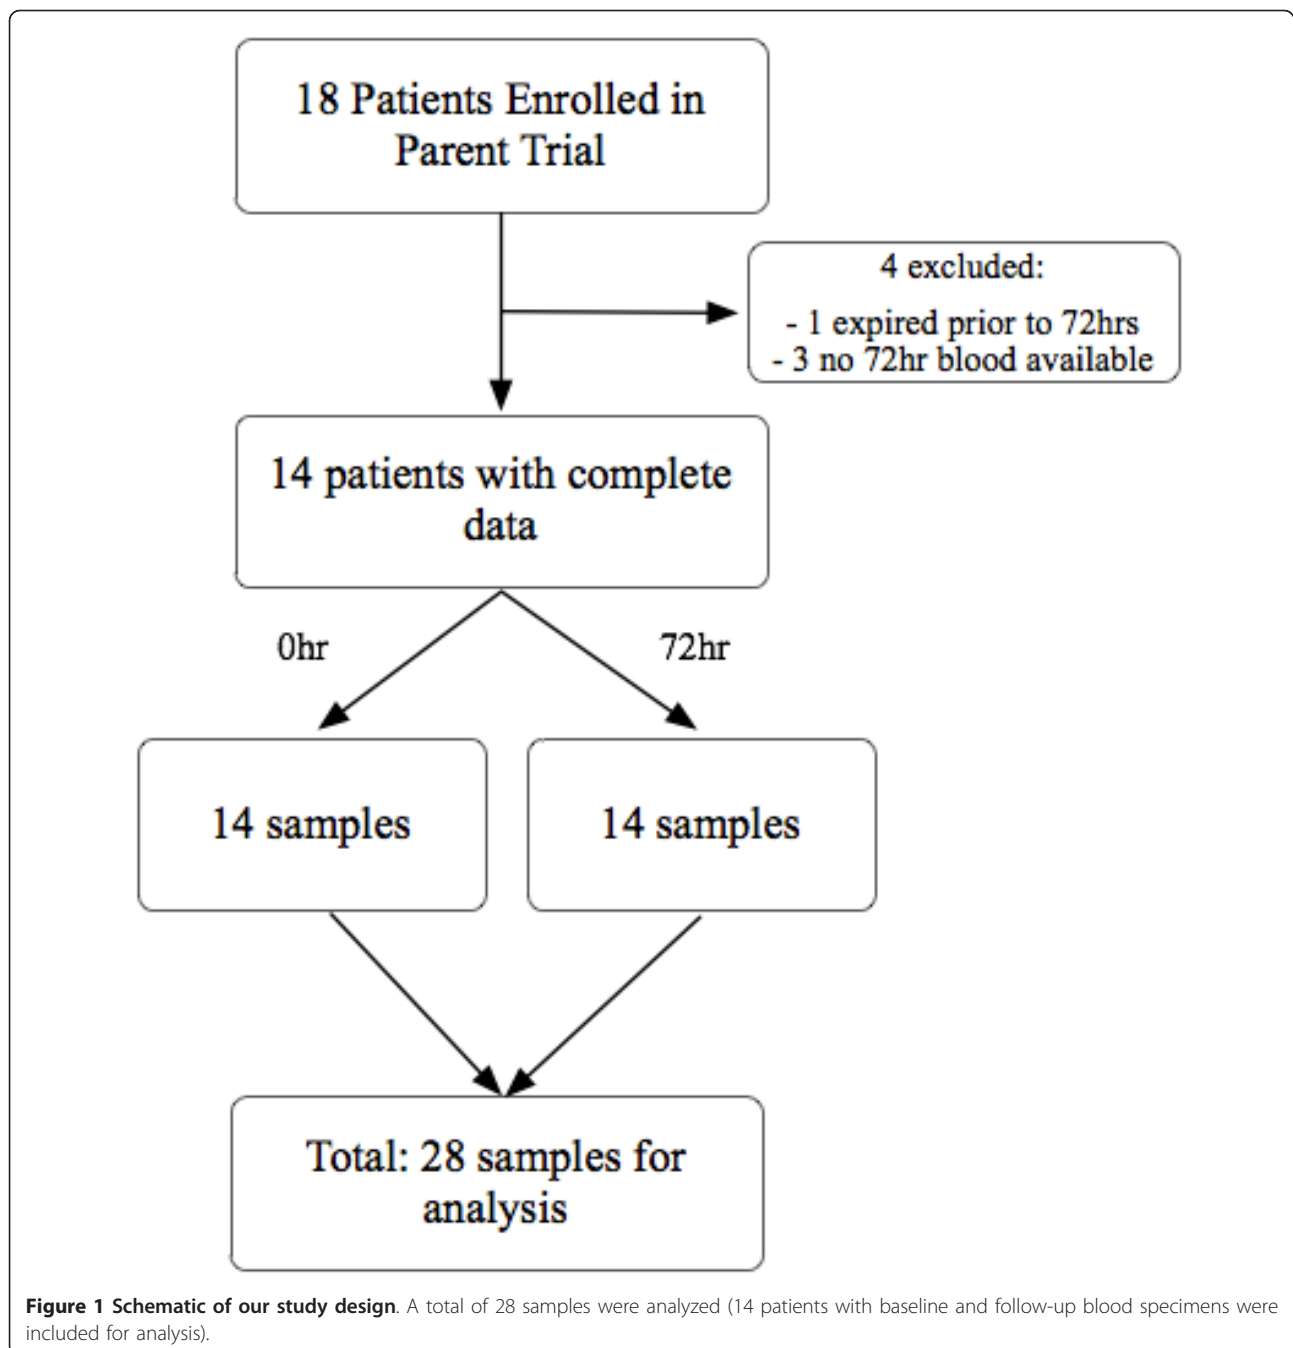 18 Patients Enrolled in
Parent Trial
4 excluded:
- 1 expired prior to 72hrs
- 3 no 72hr blood available
14 patients with complete
data
0hr
72hr
14 samples
14 samples
Total: 28 samples for
analysis
Figure 1 Schematic of our study design. A total of 28 samples were analyzed (14 patients with baseline and follow-up blood specimens were
included for analysis).